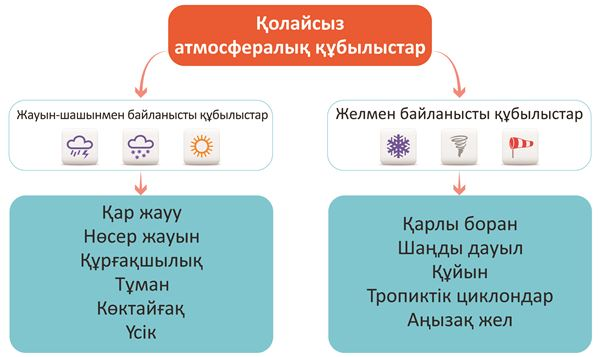 Қолайсыз
атмосфералық құбылыстар
Жауын-шашынмен байланысты құбылыстар
Желмен байланысты құбылыстар
Қар жауу
Нөсер жауын
Құрғақшылық
Тұман
Көктайғақ
Үсік
Қарлы боран
Шаңды дауыл
Құйын
Тропиктік циклондар
Аңызақ жел